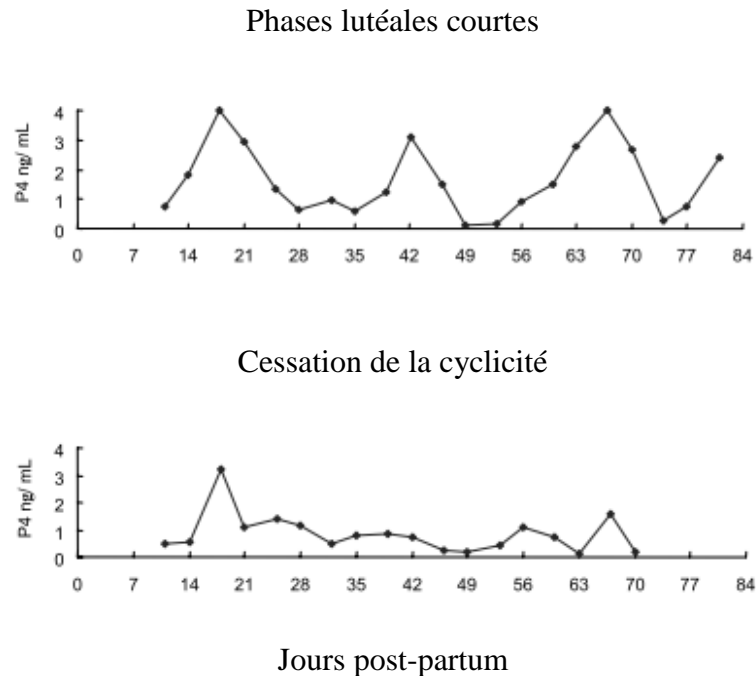 Phases lutéales courtes
P4 ng/ mL
4
3
2
1
0
0 7 14 21 28 35 42 49 56 63 70 77 84
Cessation de la cyclicité
P4 ng/ mL
4
3
2
1
0
0 7 14 21 28 35 42 49 56 63 70 77 84
Jours post-partum